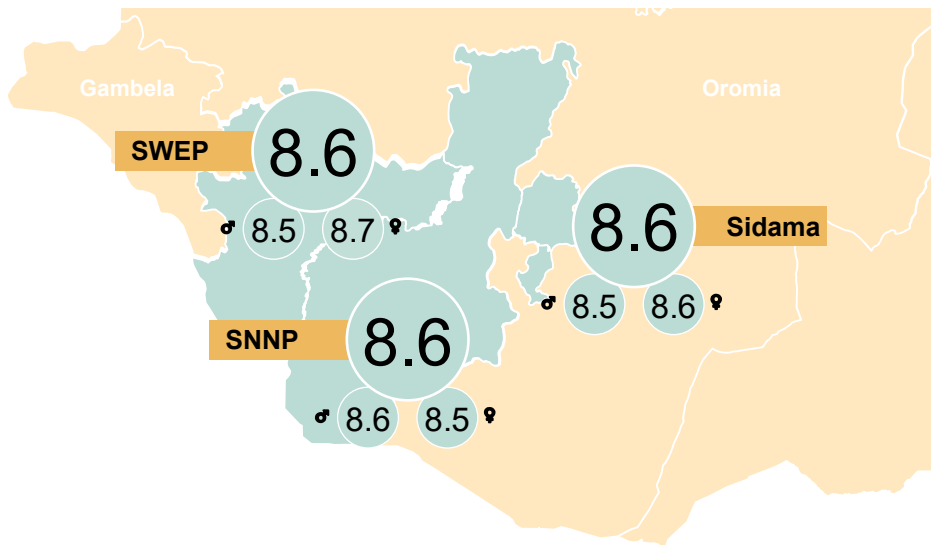 Gambela
Oromia
SWEP
8.6
♂ 8.5 8.7 ♀
8.6
Sidama
♂ 8.5 8.6 ♀
SNNP
8.6
♂ 8.6 8.5 ♀